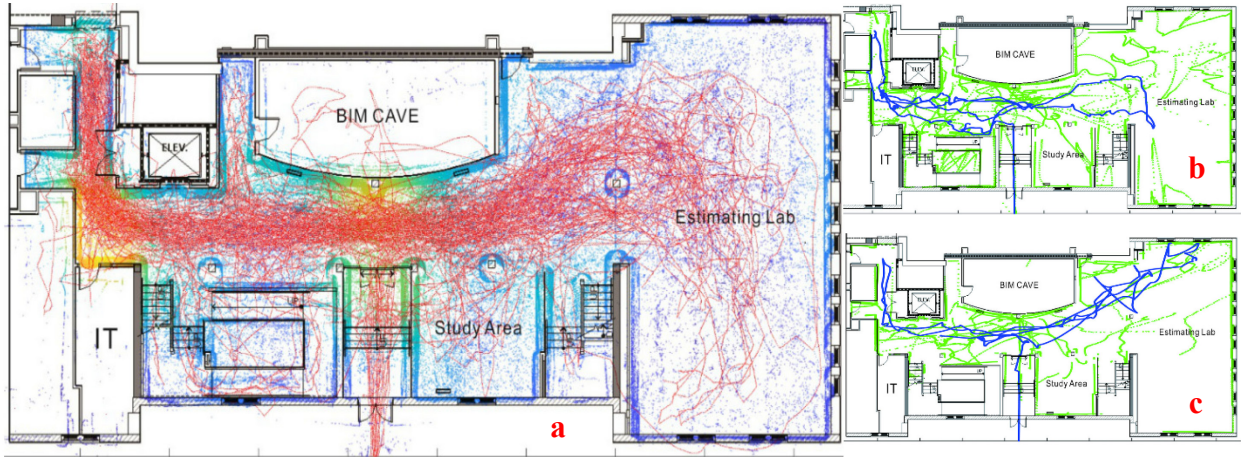 BIM CAVE
ELEV.
Estimating Lab
IT
Study Area
a
BIM CAVE
ELEV.
Estimating Lab
IT
Study Area
b
BIM CAVE
ELEV.
Estimating Lab
IT
Study Area
c